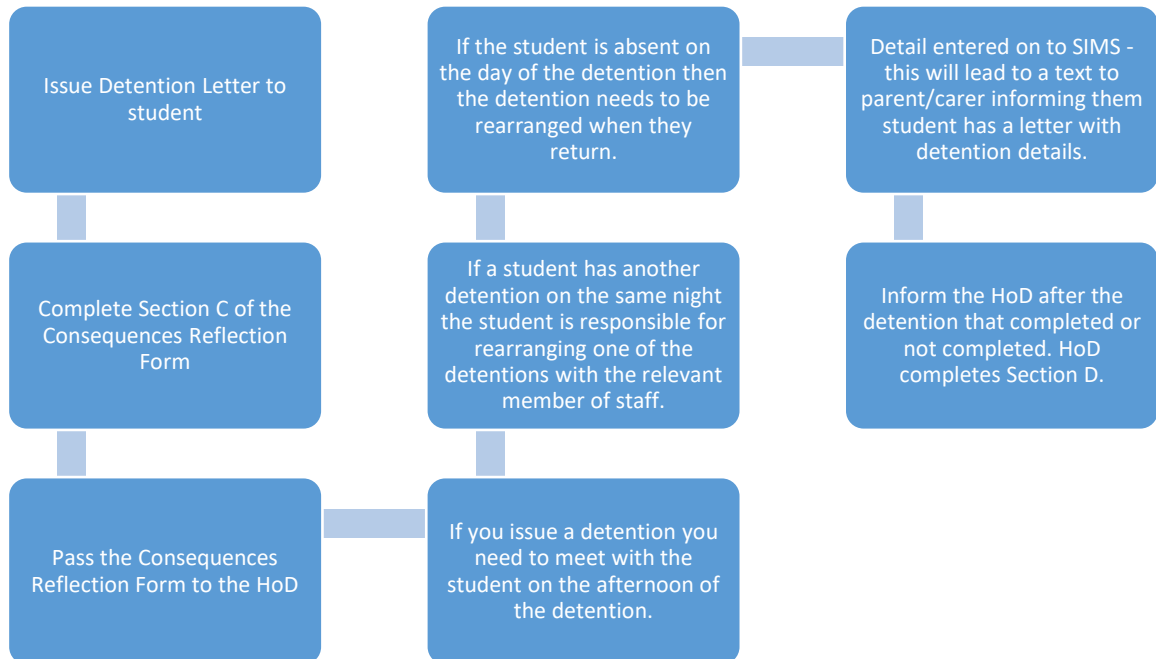 Issue Detention Letter to
student
Complete Section C of the
Consequences Reflection
Form
Pass the Consequences
Reflection Form to the HoD
If you issue a detention you
need to meet with the
student on the afternoon of
the detention.
If a student has another
detention on the same night
the student is responsible for
rearranging one of the
detentions with the relevant
member of staff.
If the student is absent on
the day of the detention then
the detention needs to be
rearranged when they
return.
Detail entered on to SIMS -
this will lead to a text to
parent/carer informing them
student has a letter with
detention details.
Inform the HoD after the
detention that completed or
not completed. HoD
completes Section D.